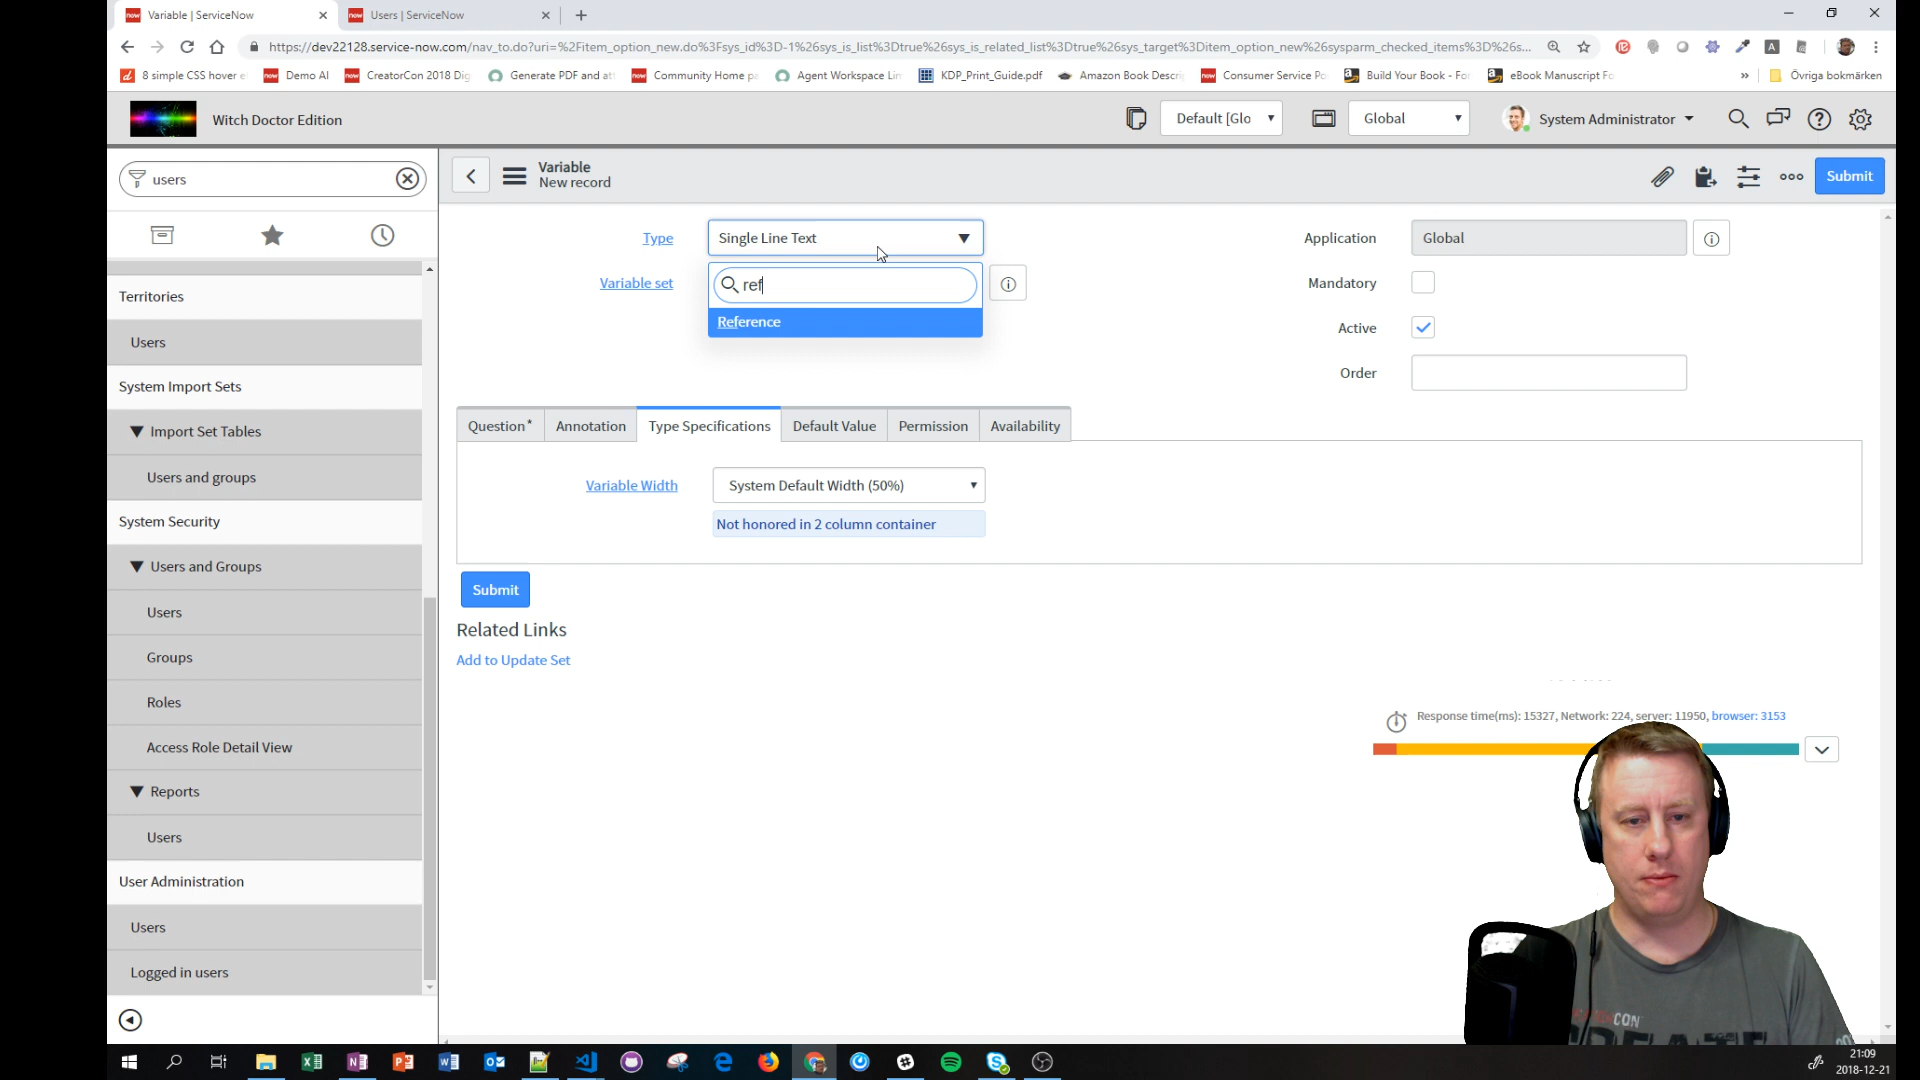 Variable | ServiceNow
Users | ServiceNow
https://dev22128.service-now.com/nav_to.do?uri=%2Fitem_option_new.do%3Fsys_id%3D-1%26sys_is_list%3Dtrue%26sys_is_related_list%3Dtrue%26sys_target%3Ditem_option_new%26sysparm_checked_items%3D%26s...
8 simple CSS hover e
Demo AI
CreatorCon 2018 Dig
Generate PDF and at
Community Home pa
Agent Workspace Lin
KDP_Print_Guide.pdf
Amazon Book Descri
Consumer Service Po
Build Your Book - Fo
eBook Manuscript Fo
»
Övriga bokmärken
Witch Doctor Edition
Default [Glo
Global
System Administrator
users
Variable
New record
Submit
Territories
Users
System Import Sets
Import Set Tables
Users and groups
System Security
Users and Groups
Users
Groups
Roles
Access Role Detail View
Reports
Users
User Administration
Users
Logged in users
Type
Single Line Text
Variable set
ref
Reference
Application
Global
Mandatory
Active
Order
Question*
Annotation
Type Specifications
Default Value
Permission
Availability
Variable Width
System Default Width (50%)
Not honored in 2 column container
Submit
Related Links
Add to Update Set
Response time(ms): 15327, Network: 224, server: 11950, browser: 3153
21:09
2018-12-21